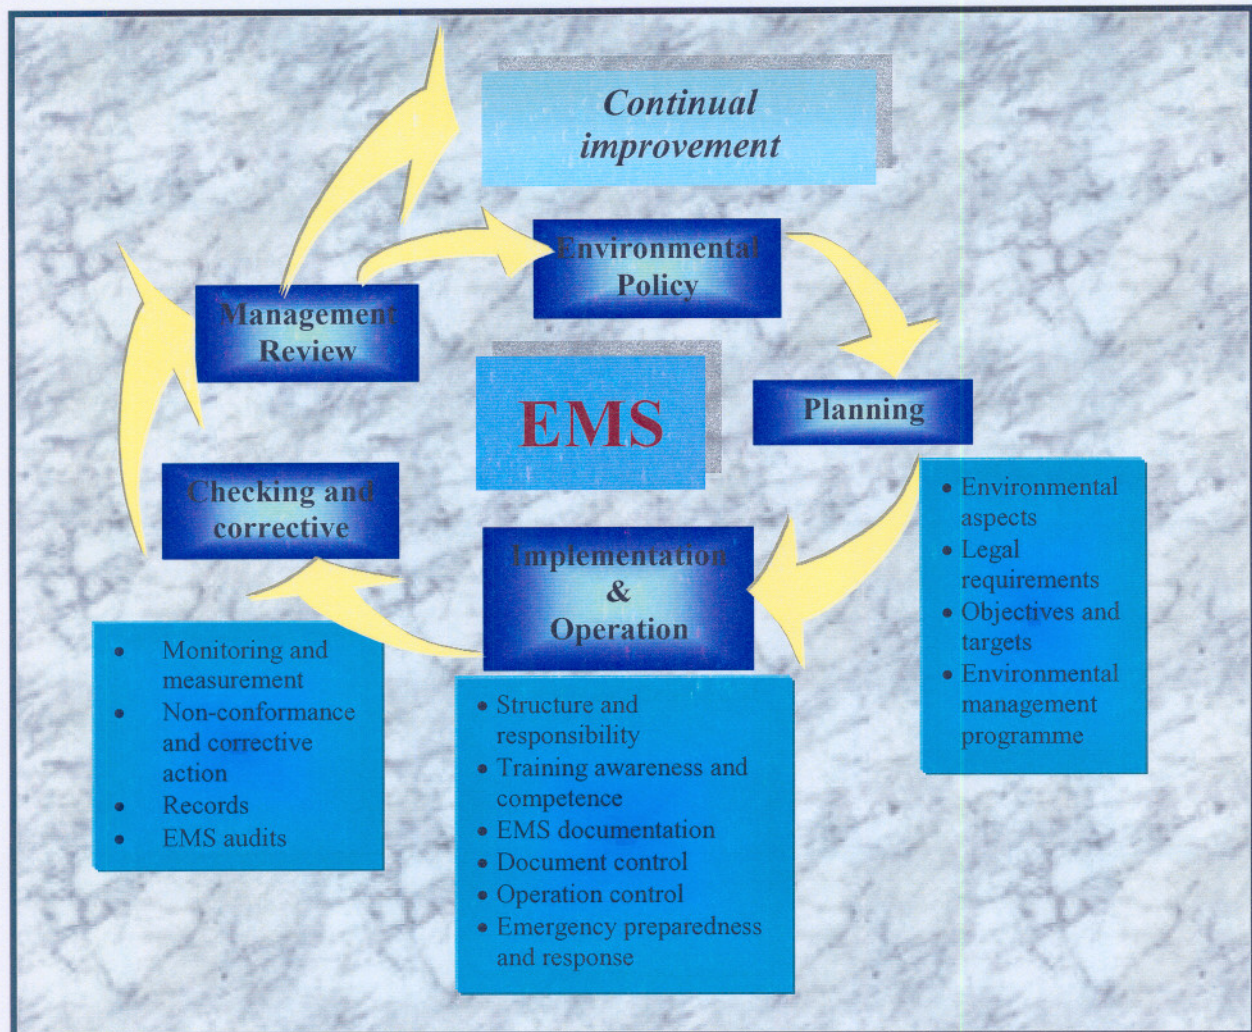 Continual
improvement
Environmental
Policy
Management
Review
EMS
Planning
Checking and
corrective
Implementation
&
Operation
• Environmental
aspects
• Legal
requirements
• Objectives and
targets
• Environmental
management
programme
• Monitoring and
measurement
• Non-conformance
and corrective
action
• Records
• EMS audits
• Structure and
responsibility
• Training awareness and
competence
• EMS documentation
• Document control
• Operation control
• Emergency preparedness
and response